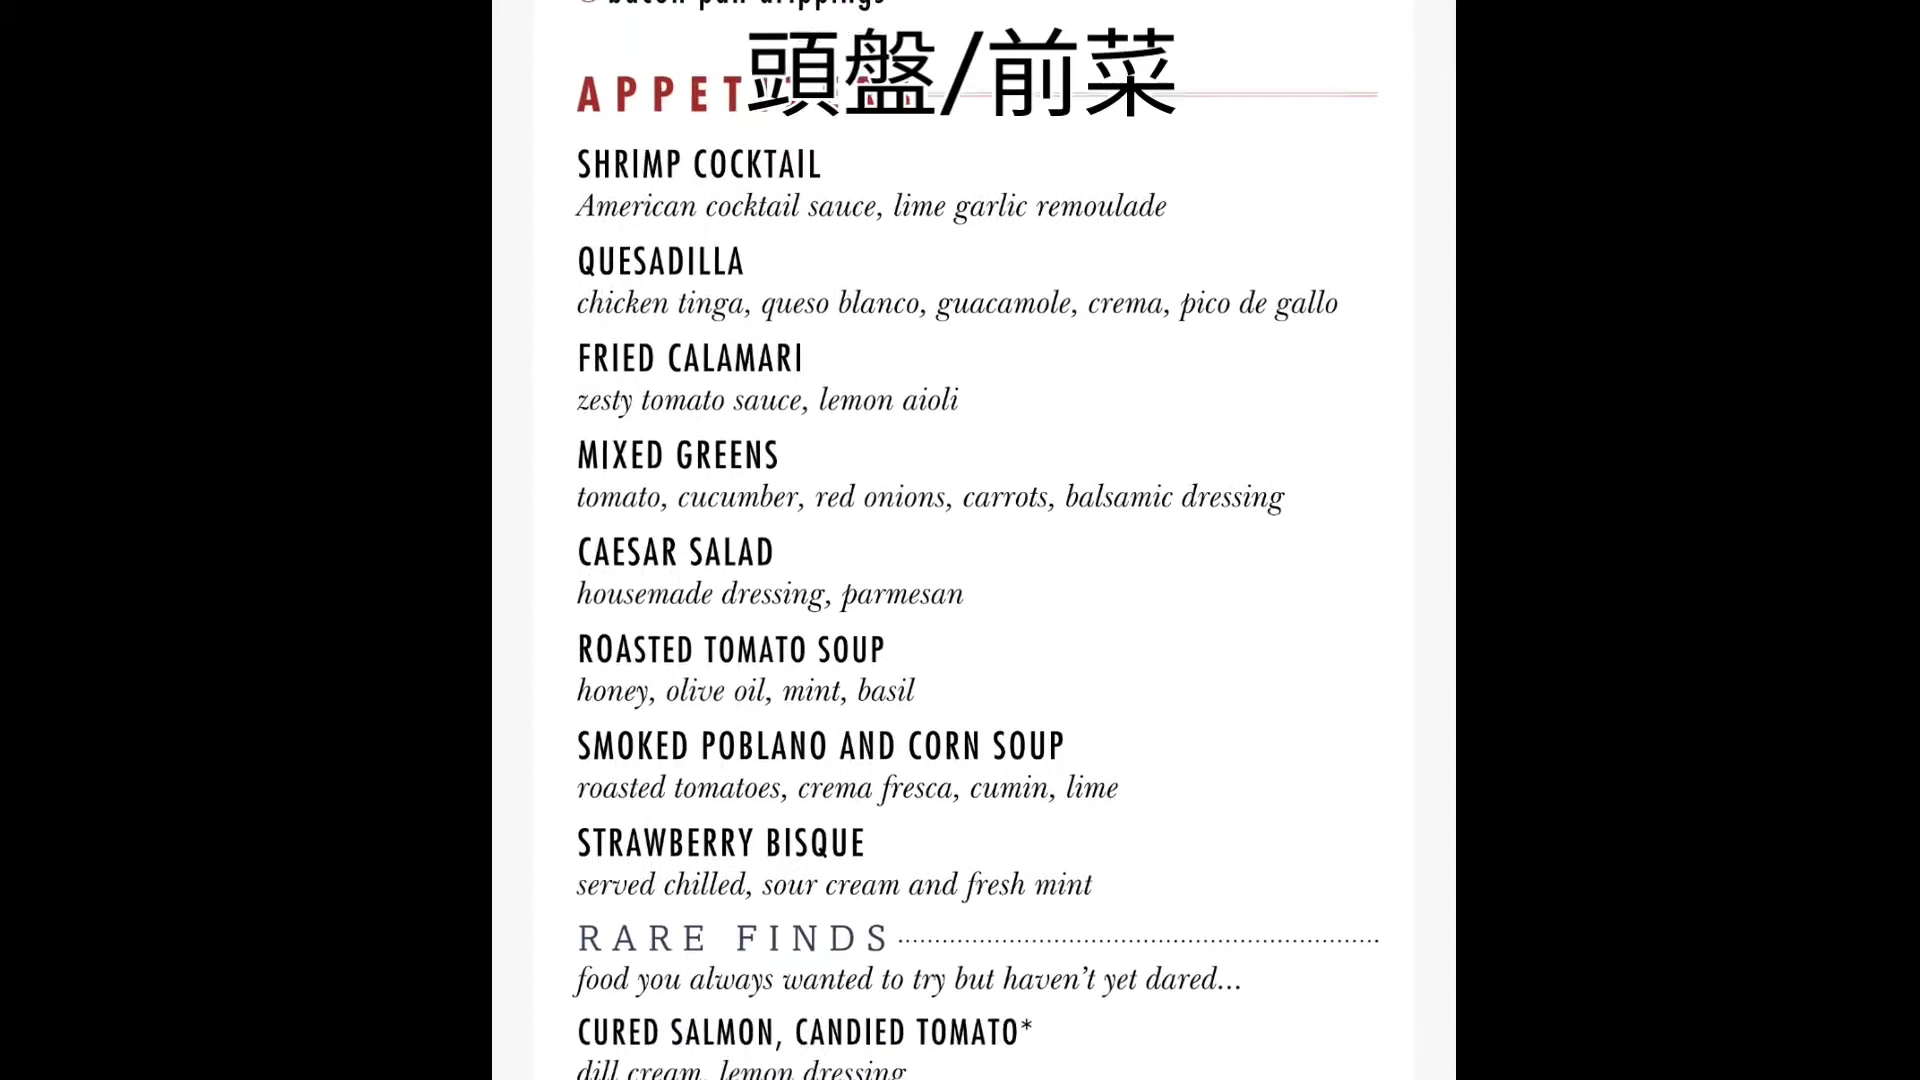 bacon pan drippings
頭盤/前菜
APPET
SHRIMP COCKTAIL
American cocktail sauce, lime garlic remoulade
QUESADILLA
chicken tinga, queso blanco, guacamole, crema, pico de gallo
FRIED CALAMARI
zesty tomato sauce, lemon aioli
MIXED GREENS
tomato, cucumber, red onions, carrots, balsamic dressing
CAESAR SALAD
housemade dressing, parmesan
ROASTED TOMATO SOUP
honey, olive oil, mint, basil
SMOKED POBLANO AND CORN SOUP
roasted tomatoes, crema fresca, cumin, lime
STRAWBERRY BISQUE
served chilled, sour cream and fresh mint
RARE FINDS
food you always wanted to try but haven’t yet dared...
CURED SALMON, CANDIED TOMATO*
dill cream, lemon dressing